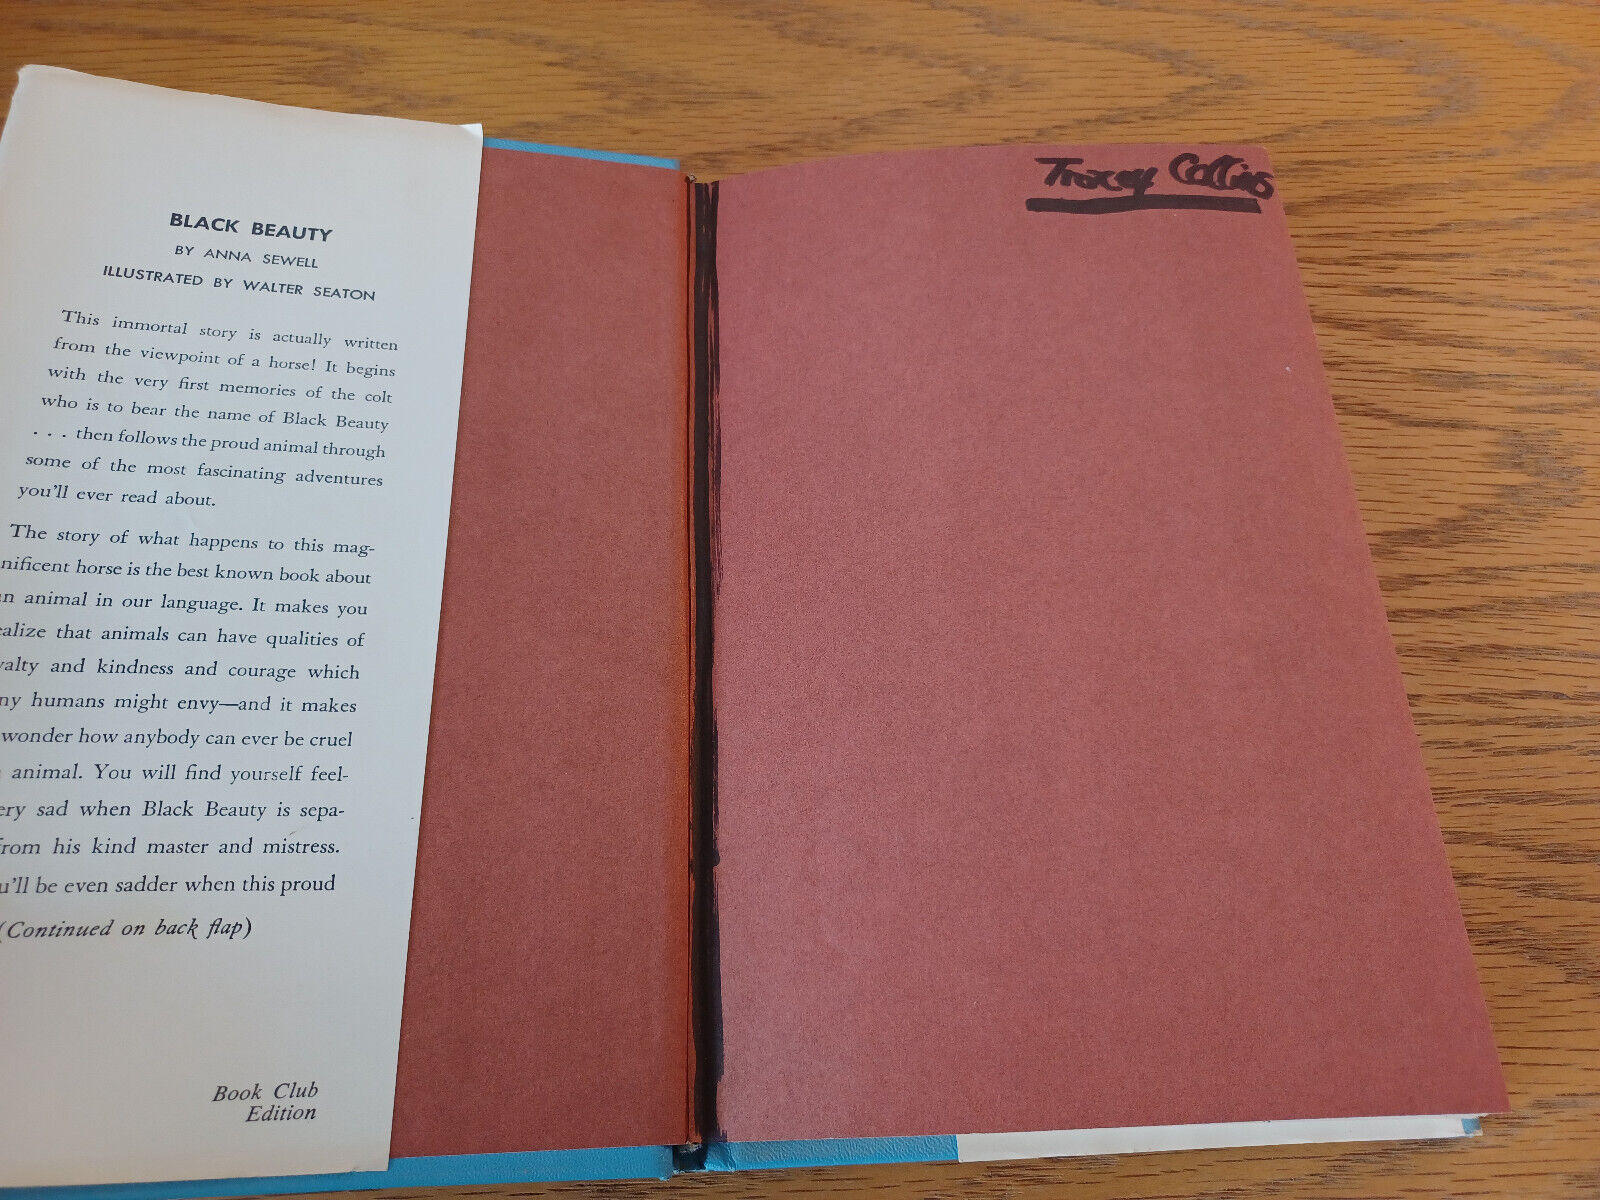 BLACK BEAUTY
BY ANNA SEWELL
ILLUSTRATED BY WALTER SEATON
This immortal story is actually written
from the viewpoint of a horse! It begins
with the very first memories of the colt
who is to bear the name of Black Beauty
. . . then follows the proud animal through
some of the most fascinating adventures
you'll ever read about.
The story of what happens to this mag-
nificent horse is the best known book about
an animal in our language. It makes you
ealize that animals can have qualities of
yalty and kindness and courage which
ny humans might envy—and it makes
wonder how anybody can ever be cruel
animal. You will find yourself feel-
ery sad when Black Beauty is sepa-
from his kind master and mistress.
u'll be even sadder when this proud
(Continued on back flap)
Book Club
Edition
Tracey Collins